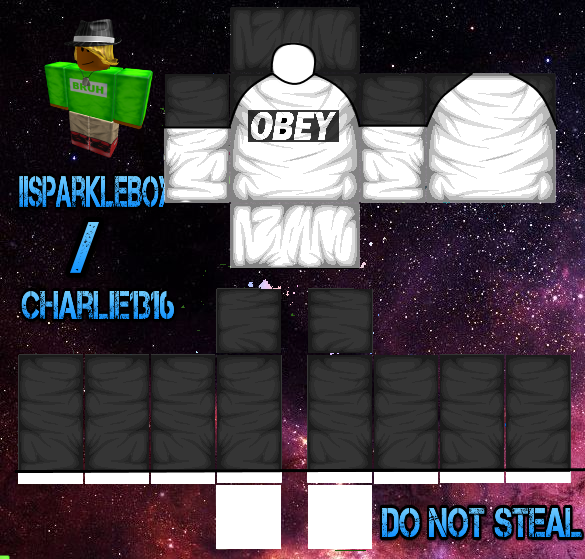 BRUH
IISPARKLEBOX
/
CHARLIE1316
OBEY
DO NOT STEAL